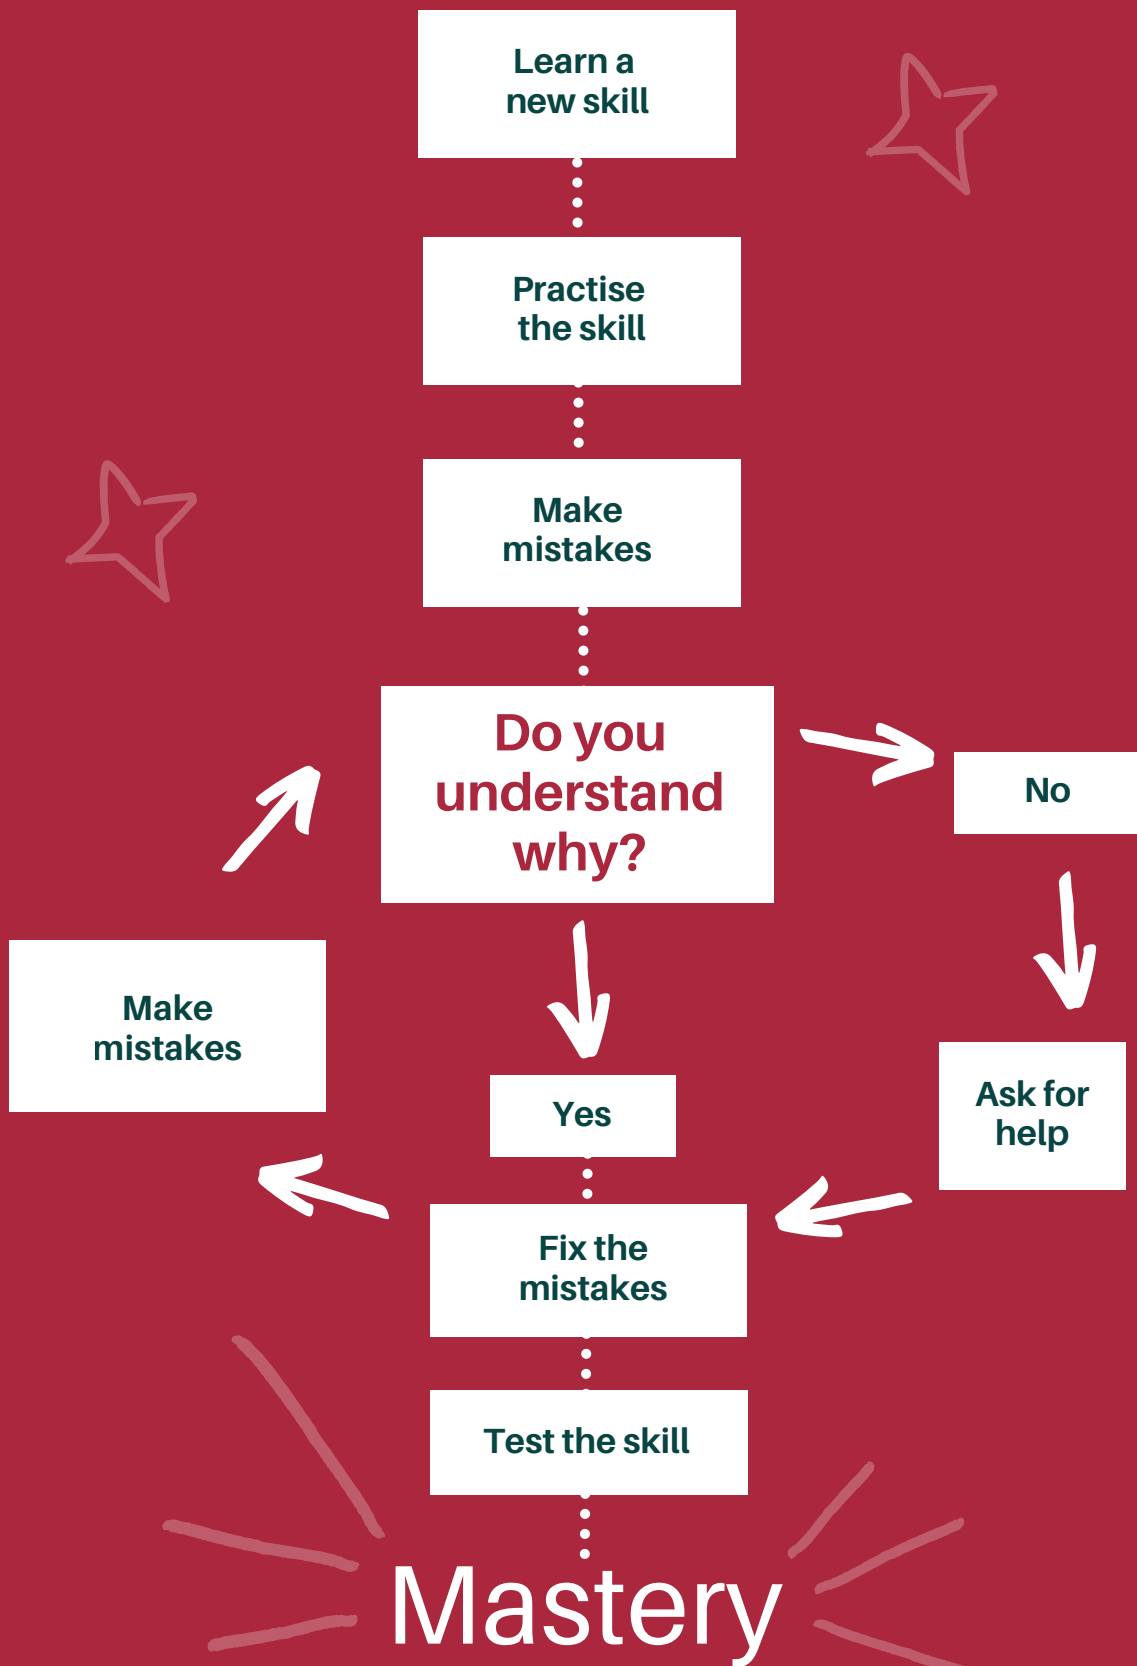 Learn a
new skill
Practise
the skill
Make
mistakes
Do you
understand
why?
No
Make
mistakes
Yes
Ask for
help
Fix the
mistakes
Test the skill
Mastery